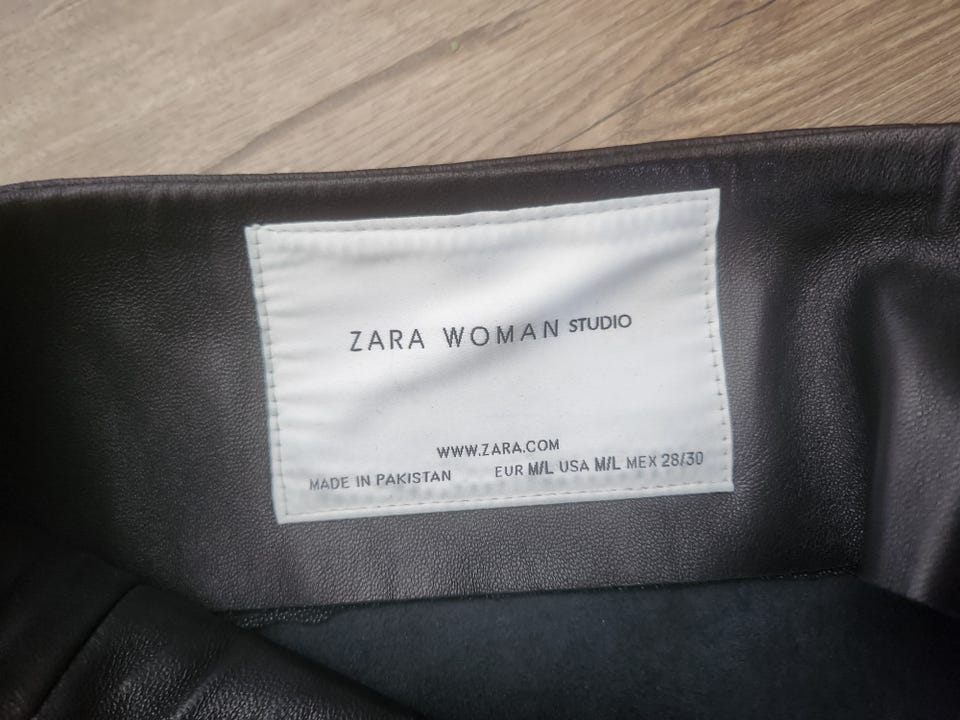 ZARA WOMAN STUDIO
WWW.ZARA.COM
MADE IN PAKISTAN EUR M/L USA M/L MEX 28/30